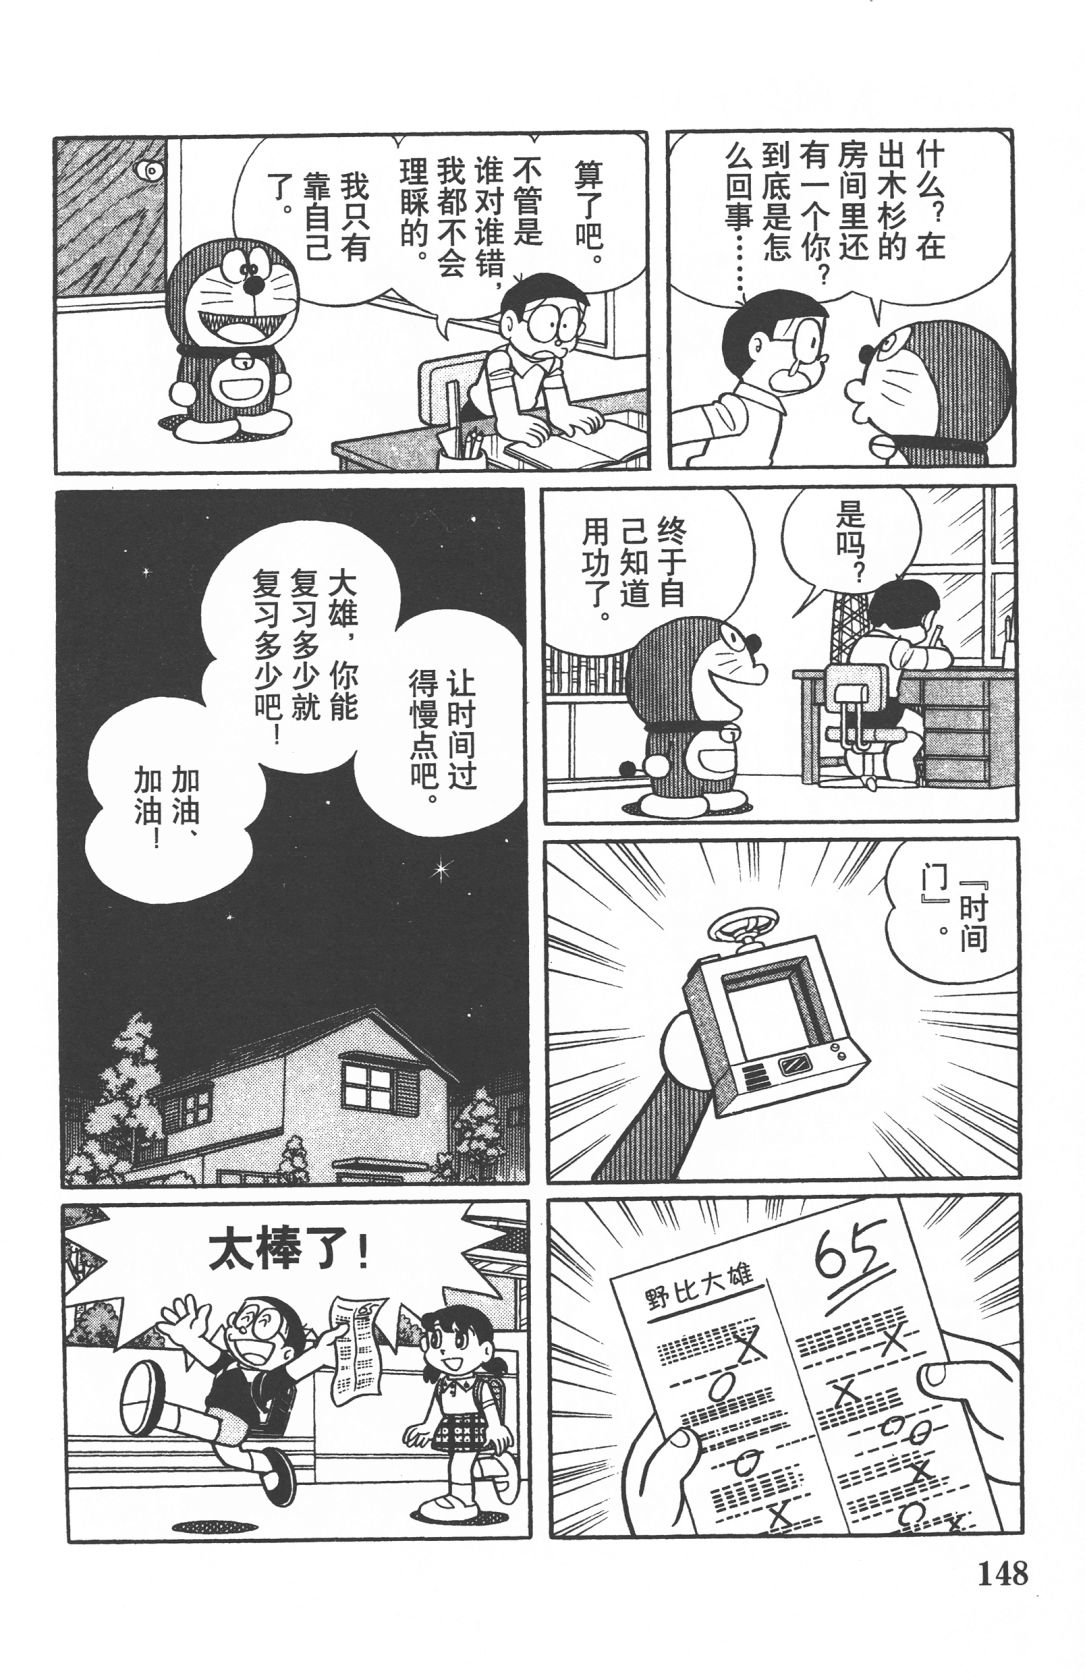 什么？在
出木杉的
房间里还
有一个你？
到底是怎
么回事……
算了吧。
不管是
谁对谁错，
我都不会
理睬的。
我只有
靠自己
了。
是吗？
终于自
己知道
用功了。
『时间
门』。
让时间过
得慢点吧。
大雄，你能
复习多少就
复习多少吧！
加油、
加油！
野比大雄
65
太棒了！
148